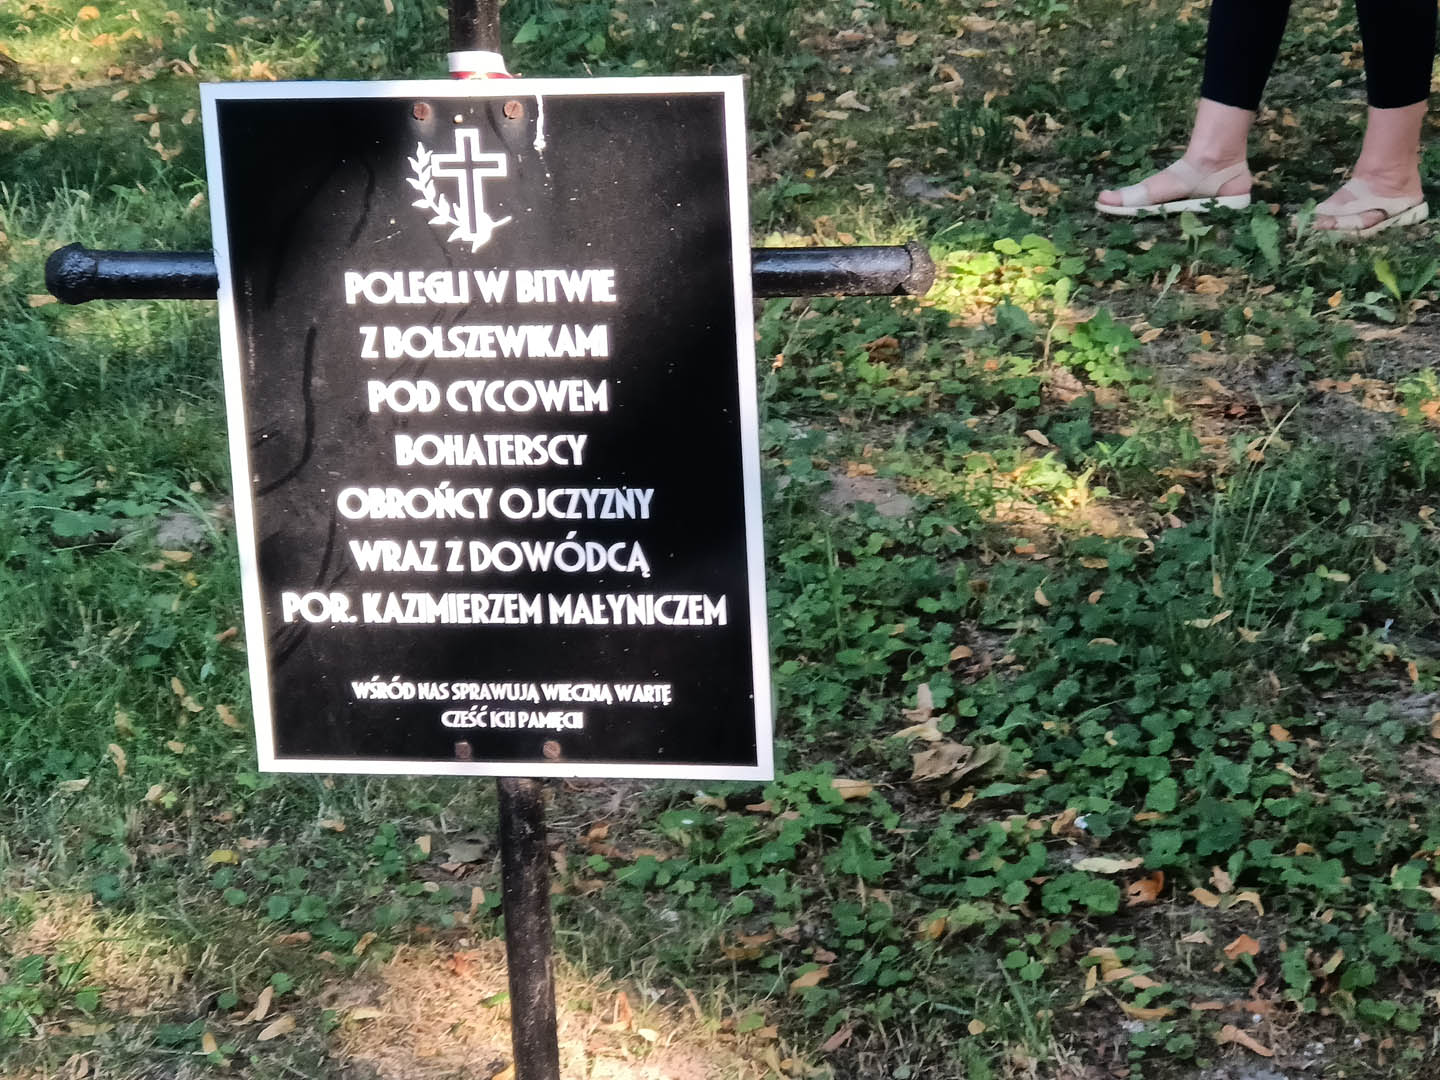 POLEGLI W BITWIE
Z BOLSZEWIKAMI
POD CYCOWEM
BOHATERSCY
OBROŃCY OJCZYZNY
WRAZ Z DOWÓDCĄ
POR. KAZIMIERZEM MAŁYNICZEM
WŚRÓD NAS SPRAWUJĄ WIECZNĄ WARTĘ
CZEŚĆ ICH PAMIĘCI